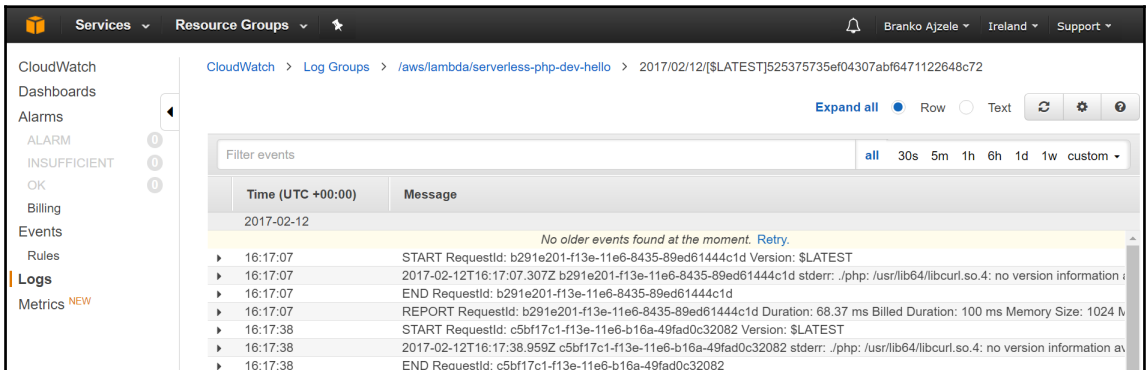 Services Resource Groups Branko Ajzele Ireland Support
CloudWatch
Dashboards
Alarms
ALARM 0
INSUFFICIENT 0
OK 0
Billing
Events
Rules
Logs
Metrics NEW
CloudWatch > Log Groups > /aws/lambda/serverless-php-dev-hello > 2017/02/12/[$LATEST]525375735ef04307abf6471122648c72
Expand all Row Text
Filter events all 30s 5m 1h 6h 1d 1w custom
Time (UTC +00:00) Message
2017-02-12
No older events found at the moment. Retry.
16:17:07 START RequestId: b291e201-f13e-11e6-8435-89ed61444c1d Version: $LATEST
16:17:07 2017-02-12T16:17:07.307Z b291e201-f13e-11e6-8435-89ed61444c1d stderr: ./php: /usr/lib64/libcurl.so.4: no version information
16:17:07 END RequestId: b291e201-f13e-11e6-8435-89ed61444c1d
16:17:07 REPORT RequestId: b291e201-f13e-11e6-8435-89ed61444c1d Duration: 68.37 ms Billed Duration: 100 ms Memory Size: 1024
16:17:38 START RequestId: c5bf17c1-f13e-11e6-b16a-49fad0c32082 Version: $LATEST
16:17:38 2017-02-12T16:17:38.959Z c5bf17c1-f13e-11e6-b16a-49fad0c32082 stderr: ./php: /usr/lib64/libcurl.so.4: no version information
16:17:38 END RequestId: c5bf17c1-f13e-11e6-b16a-49fad0c32082